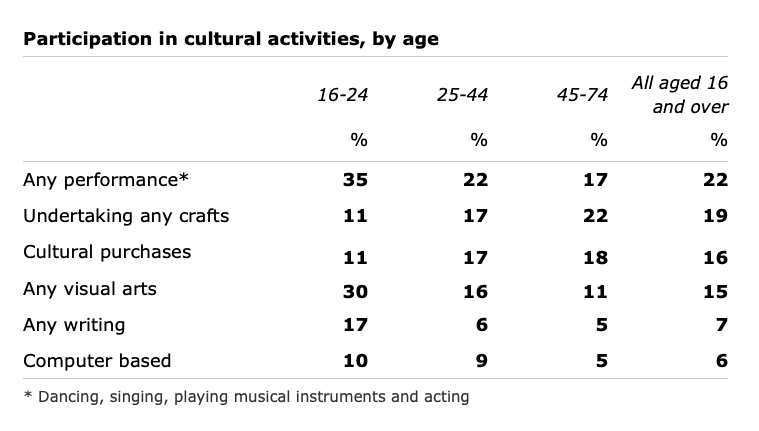 Participation in cultural activities, by age
16-24 25-44 45-74 All aged 16 and over
% % % %
Any performance* 35 22 17 22
Undertaking any crafts 11 17 22 19
Cultural purchases 11 17 18 16
Any visual arts 30 16 11 15
Any writing 17 6 5 7
Computer based 10 9 5 6
* Dancing, singing, playing musical instruments and acting